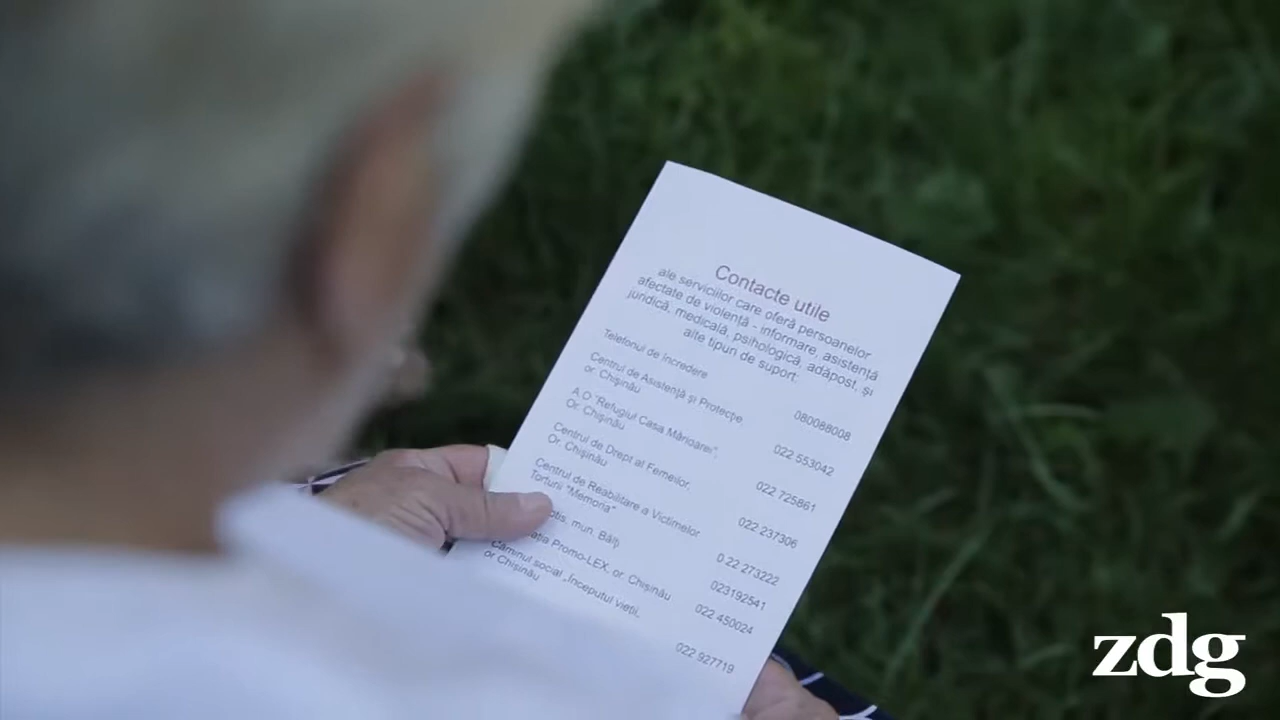 Contacte utile
ale serviciilor care oferă persoanelor
afectate de violență - informare, asistență
juridică, medicală, psihologică, adăpost, și
alte tipuri de suport:
Telefonul de încredere 080088008
Centrul de Asistență și Protecție
or. Chișinău 022 553042
A.O "Refugiul Casa Mărioarei",
Or. Chișinău 022 725861
Centrul de Drept al Femeilor,
Or. Chișinău 022 237306
Centrul de Reabilitare a Victimelor
Torturii "Memoria" 0 22 273222
mun. Bălți 023192541
Promo-LEX, or. Chișinău 022 450024
Căminul social „Începutul vieții,
or Chișinău 022 927719
zdg